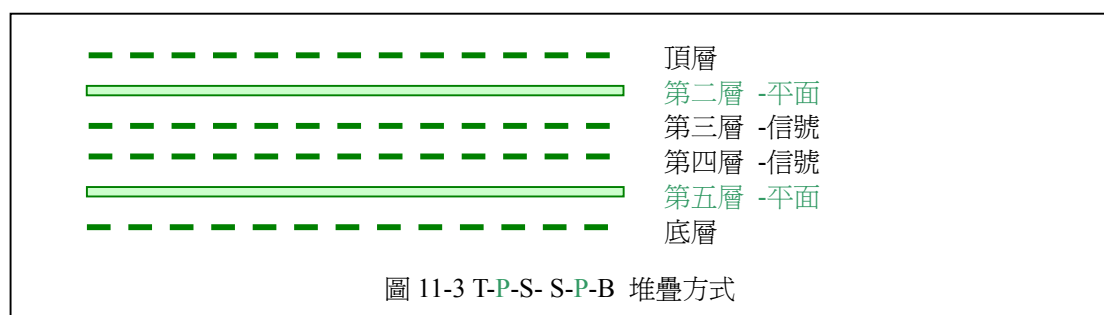 頂層
第二層 -平面
第三層 -信號
第四層 -信號
第五層 -平面
底層
圖 11-3 T-P-S- S-P-B 堆疊方式